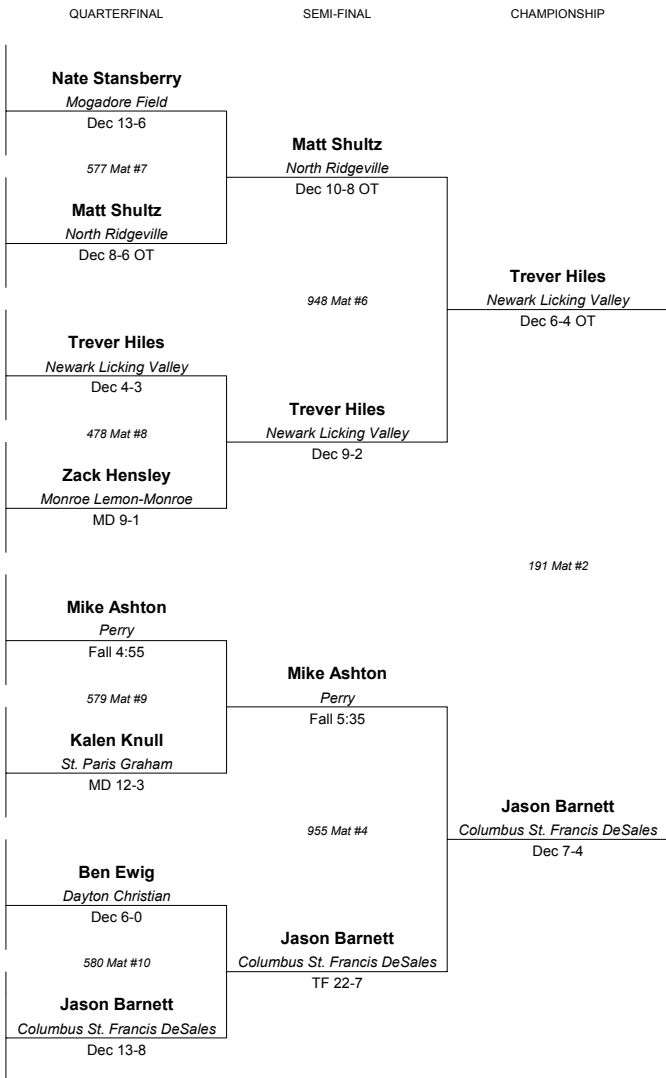 QUARTERFINAL SEMI-FINAL CHAMPIONSHIP
Nate Stansberry
Mogadore Field
Dec 13-6
Matt Shultz
577 Mat #7
North Ridgeville
Dec 10-8 OT
Matt Shultz
North Ridgeville
Dec 8-6 OT
Trever Hiles
948 Mat #6
Newark Licking Valley
Dec 6-4 OT
Trever Hiles
Newark Licking Valley
Dec 4-3
Trever Hiles
478 Mat #8
Newark Licking Valley
Dec 9-2
Zack Hensley
Monroe Lemon-Monroe
MD 9-1
191 Mat #2
Mike Ashton
Perry
Fall 4:55
Mike Ashton
579 Mat #9
Perry
Fall 5:35
Kalen Knull
St. Paris Graham
MD 12-3
Jason Barnett
955 Mat #4
Columbus St. Francis DeSales
Dec 7-4
Ben Ewig
Dayton Christian
Dec 6-0
Jason Barnett
580 Mat #10
Columbus St. Francis DeSales
TF 22-7
Jason Barnett
Columbus St. Francis DeSales
Dec 13-8